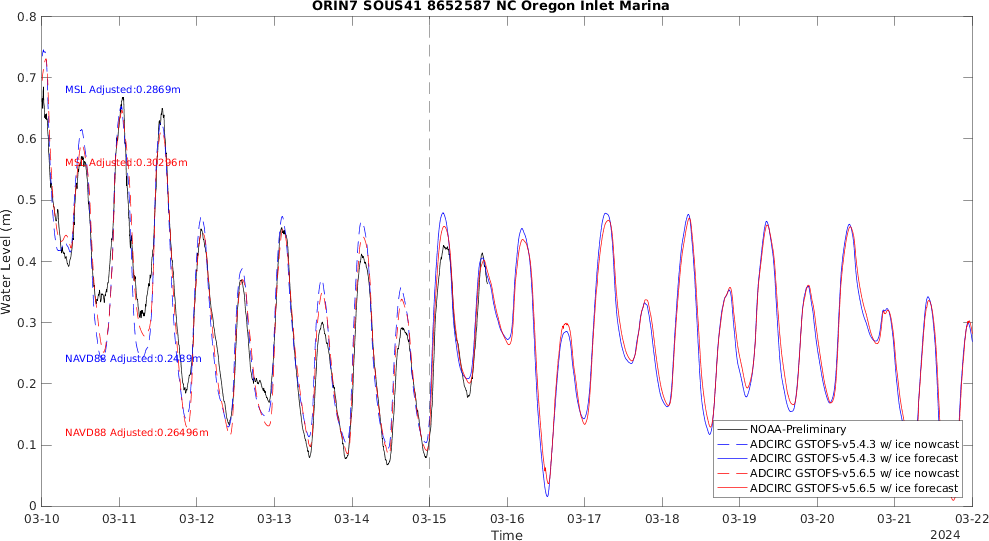 ORIN7 SOUS41 8652587 NC Oregon Inlet Marina
0.8
0.7
0.6
0.5
0.4
0.3
0.2
0.1
0
Water Level (m)
MSL Adjusted:0.2869m
MSL Adjusted:0.30296m
NAVD88 Adjusted:0.2489m
NAVD88 Adjusted:0.26496m
NOAA-Preliminary
ADCIRC GSTOFS-v5.4.3 w/ ice nowcast
ADCIRC GSTOFS-v5.4.3 w/ ice forecast
ADCIRC GSTOFS-v5.6.5 w/ ice nowcast
ADCIRC GSTOFS-v5.6.5 w/ ice forecast
03-10 03-11 03-12 03-13 03-14 03-15 03-16 03-17 03-18 03-19 03-20 03-21 03-22
Time
2024